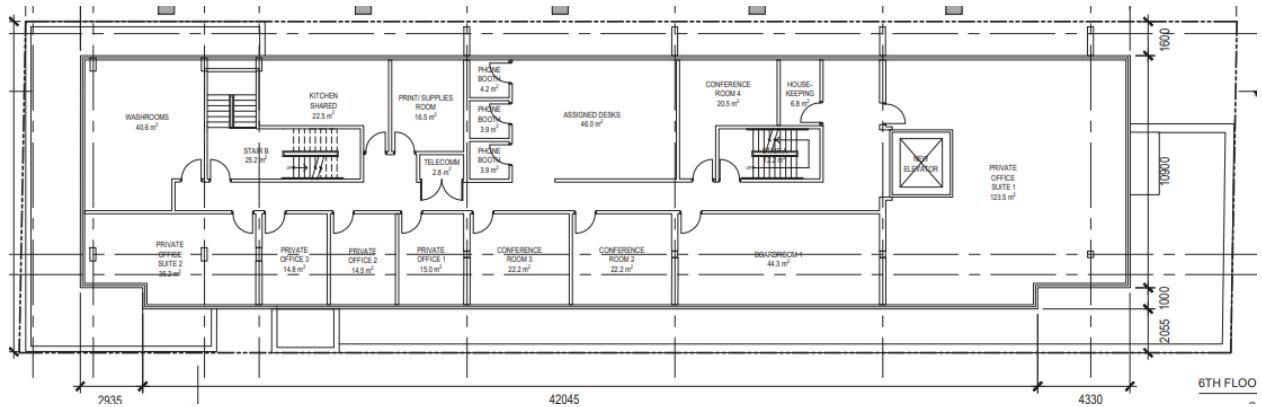 WASHROOMS
40.6 m²
KITCHEN
SHARED
22.5 m²
PRINT/ SUPPLIES
ROOM
16.5 m²
PHONE
BOOTH
4.2 m²
PHONE
BOOTH
3.9 m²
PHONE
BOOTH
3.9 m²
ASSIGNED DESKS
46.0 m²
CONFERENCE
ROOM 4
20.5 m²
HOUSE-
KEEPING
6.8 m²
STAIR B
25.2 m²
TELECOMM
2.8 m²
STAIR A
NEW
ELEVATOR
PRIVATE
OFFICE
SUITE 1
123.5 m²
PRIVATE
OFFICE
SUITE 2
35.2 m²
PRIVATE
OFFICE 3
14.8 m²
PRIVATE
OFFICE 2
14.5 m²
PRIVATE
OFFICE 1
15.0 m²
CONFERENCE
ROOM 3
22.2 m²
CONFERENCE
ROOM 2
22.2 m²
BOARDROOM 1
44.3 m²
1600
10900
1000
2055
2935
42045
4330
6TH FLOO